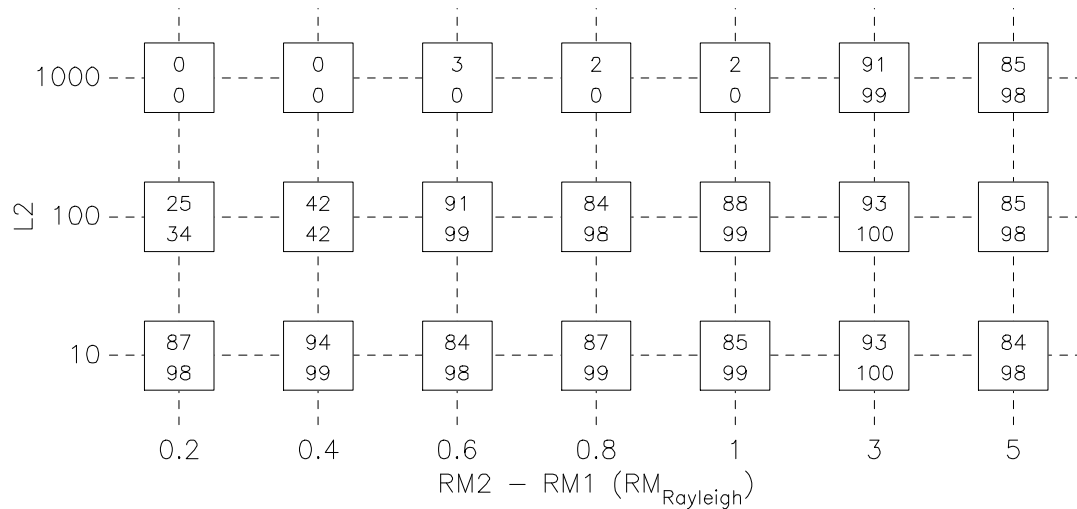 1000
0 0 3 2 2 91 85
0 0 0 0 0 99 98
L2
100
25 42 91 84 88 93 85
34 42 99 98 99 100 98
10
87 94 84 87 85 93 84
98 99 98 99 99 100 98
0.2 0.4 0.6 0.8 1 3 5
RM2 − RM1 (RM_Rayleigh)